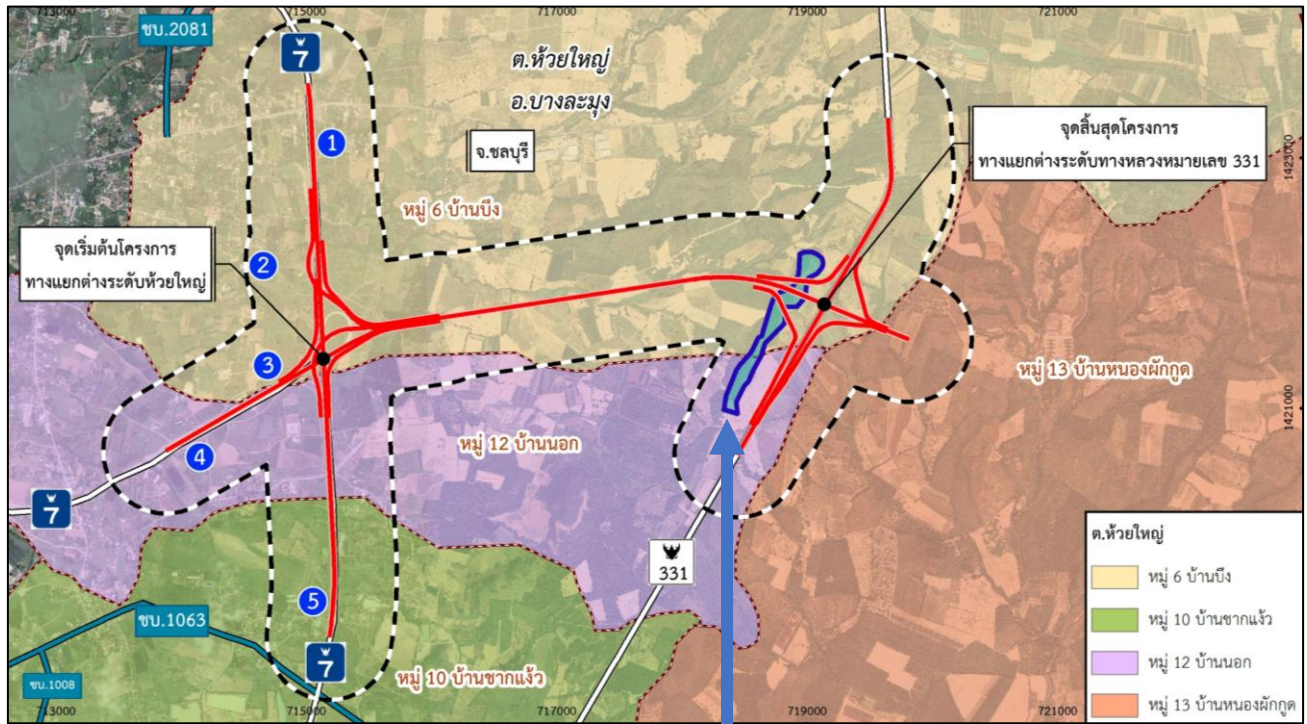 713000
715000
717000
719000
721000
ชบ.2081
7
ต.ห้วยใหญ่
อ.บางละมุง
จ.ชลบุรี
จุดสิ้นสุดโครงการ
ทางแยกต่างระดับทางหลวงหมายเลข 331
1423000
1
หมู่ 6 บ้านบึง
จุดเริ่มต้นโครงการ
ทางแยกต่างระดับห้วยใหญ่
2
3
หมู่ 13 บ้านหนองผักกูด
1421000
หมู่ 12 บ้านนอก
4
7
331
5
ชบ.1063
7
หมู่ 10 บ้านชากแง้ว
ชบ.1008
ต.ห้วยใหญ่
หมู่ 6 บ้านบึง
หมู่ 10 บ้านชากแง้ว
หมู่ 12 บ้านนอก
หมู่ 13 บ้านหนองผักกูด
713000
715000
717000
719000
721000